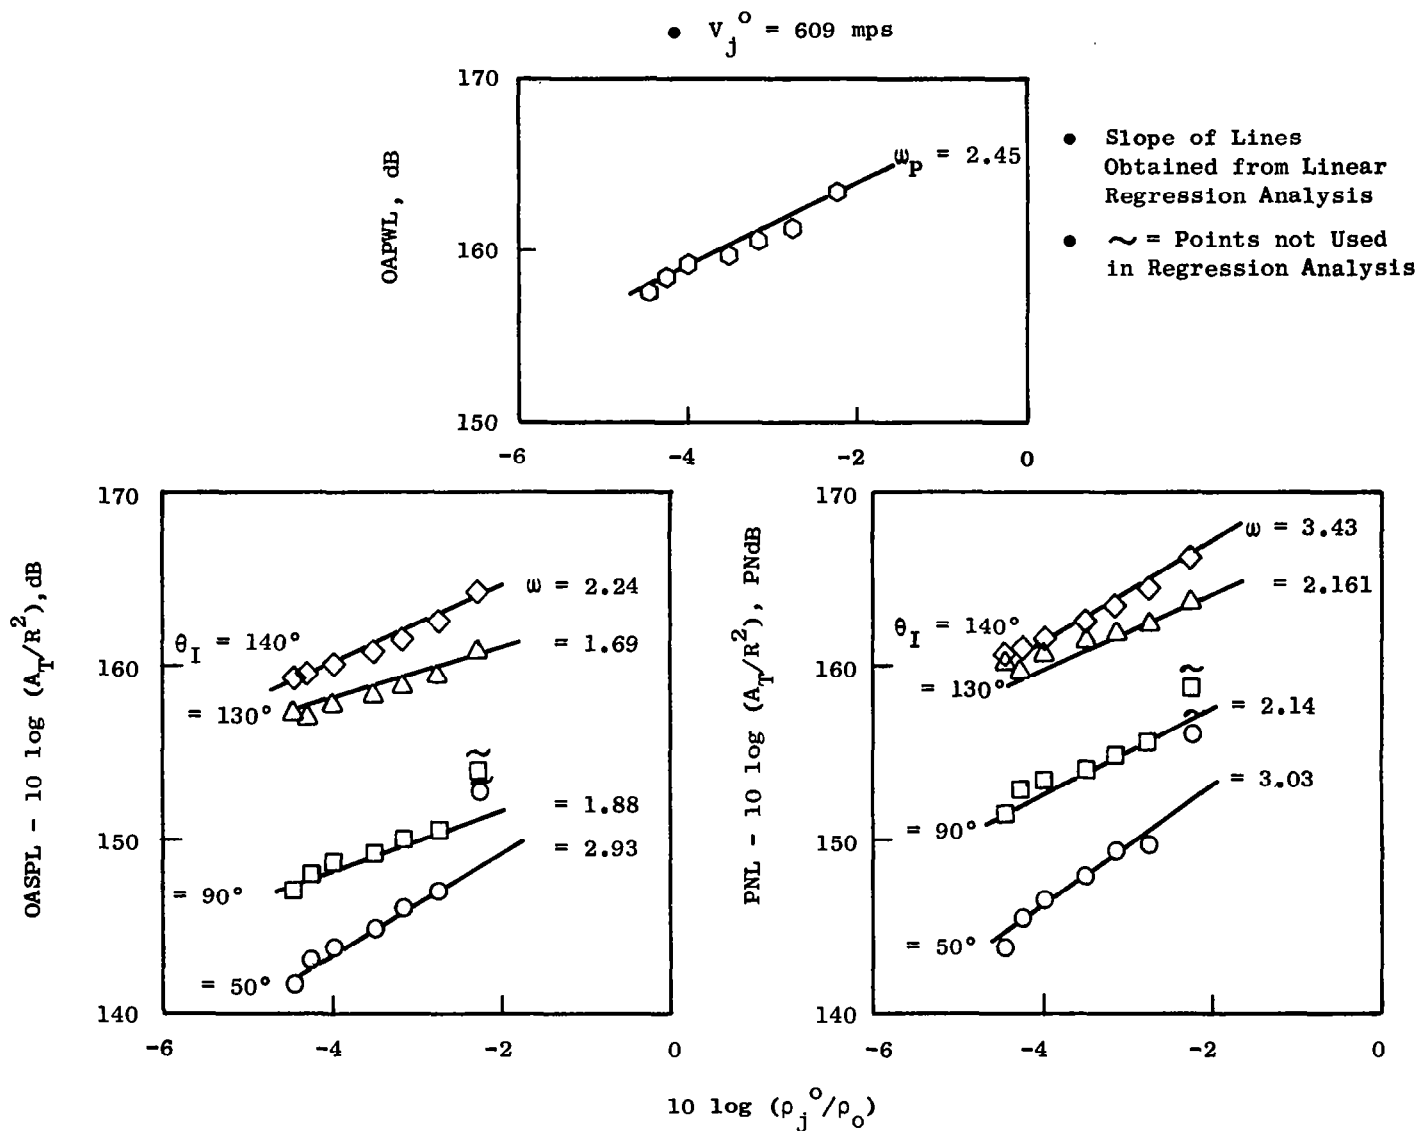 • V_j^o = 609 mps
170
160
150
OAPWL, dB
ω_p = 2.45
-6 -4 -2 0
• Slope of Lines
Obtained from Linear
Regression Analysis
• ~ = Points not Used
in Regression Analysis
170
160
150
140
OASPL - 10 log (A_T/R^2), dB
ω = 2.24
θ_I = 140°
= 1.69
= 130°
~
~
= 1.88
= 2.93
= 90°
= 50°
-6 -4 -2 0
170
160
150
140
PNL - 10 log (A_T/R^2), PNdB
ω = 3.43
= 2.161
θ_I = 140°
= 130°
~
~
= 2.14
= 3.03
= 90°
= 50°
-6 -4 -2 0
10 log (ρ_j^o/ρ_o)